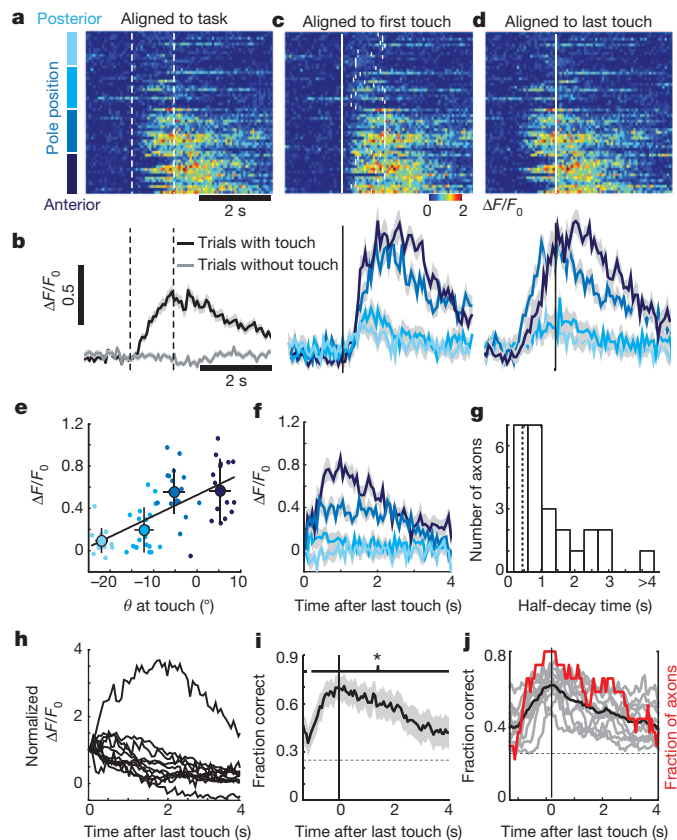 a Posterior Aligned to task
c Aligned to first touch
d Aligned to last touch
Pole position
Anterior
2 s
0 2
ΔF/F0
b
Trials with touch
Trials without touch
ΔF/F0
0.5
2 s
e
ΔF/F0
1.2
0.8
0.4
0
−20 −10 0 10
θ at touch (°)
f
ΔF/F0
1.2
0.8
0.4
0
0 2 4
Time after last touch (s)
g
Number of axons
6
3
0
0 1 2 3 >4
Half-decay time (s)
h
Normalized
ΔF/F0
4
2
0
0 2 4
Time after last touch (s)
i
Fraction correct
0.9
0.6
0.3
0
*
0 2 4
Time after last touch (s)
j
Fraction correct
0.8
0.4
0
Fraction of axons
0 2 4
Time after last touch (s)